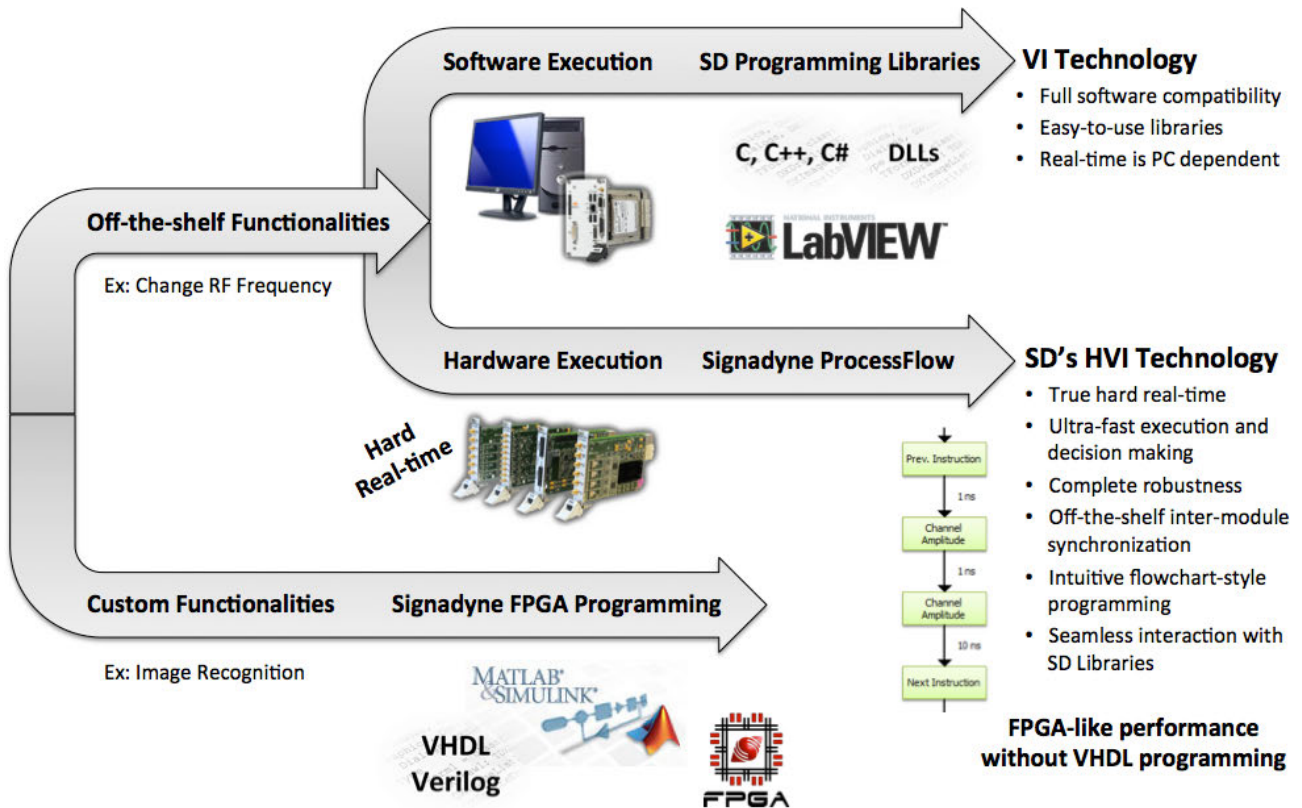 Software Execution
SD Programming Libraries
VI Technology
• Full software compatibility
• Easy-to-use libraries
• Real-time is PC dependent
C, C++, C#
DLLs
NATIONAL INSTRUMENTS
LabVIEW™
Off-the-shelf Functionalities
Ex: Change RF Frequency
Hardware Execution
Signadyne ProcessFlow
SD's HVI Technology
• True hard real-time
• Ultra-fast execution and
decision making
• Complete robustness
• Off-the-shelf inter-module
synchronization
• Intuitive flowchart-style
programming
• Seamless interaction with
SD Libraries
Hard
Real-time
Prev. Instruction
1 ns
Channel
Amplitude
1 ns
Channel
Amplitude
10 ns
Next Instruction
FPGA-like performance
without VHDL programming
Custom Functionalities
Signadyne FPGA Programming
Ex: Image Recognition
MATLAB®
&SIMULINK®
VHDL
Verilog
FPGA